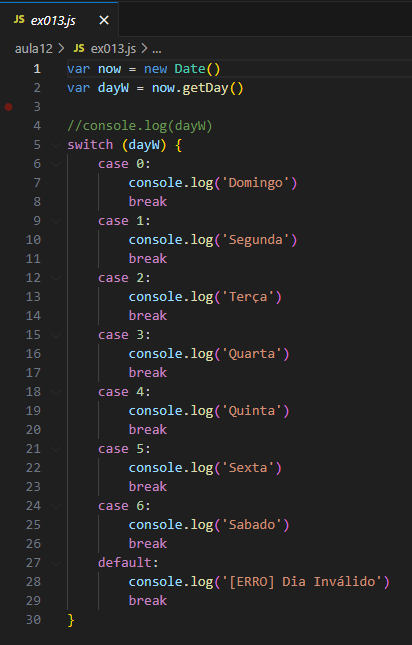 JS ex013.js ×
aula12 > JS ex013.js > ...
1 var now = new Date()
2 var dayW = now.getDay()
3
4 //console.log(dayW)
5 switch (dayW) {
6     case 0:
7         console.log('Domingo')
8         break
9     case 1:
10         console.log('Segunda')
11         break
12     case 2:
13         console.log('Terça')
14         break
15     case 3:
16         console.log('Quarta')
17         break
18     case 4:
19         console.log('Quinta')
20         break
21     case 5:
22         console.log('Sexta')
23         break
24     case 6:
25         console.log('Sabado')
26         break
27     default:
28         console.log('[ERRO] Dia Inválido')
29         break
30 }